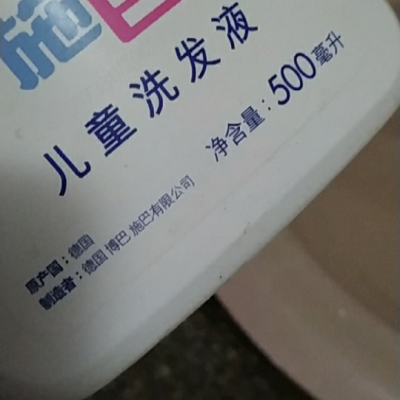 施巴
儿童洗发液
净含量：500毫升
原产国：德国
制造者：德国 博巴 施巴有限公司